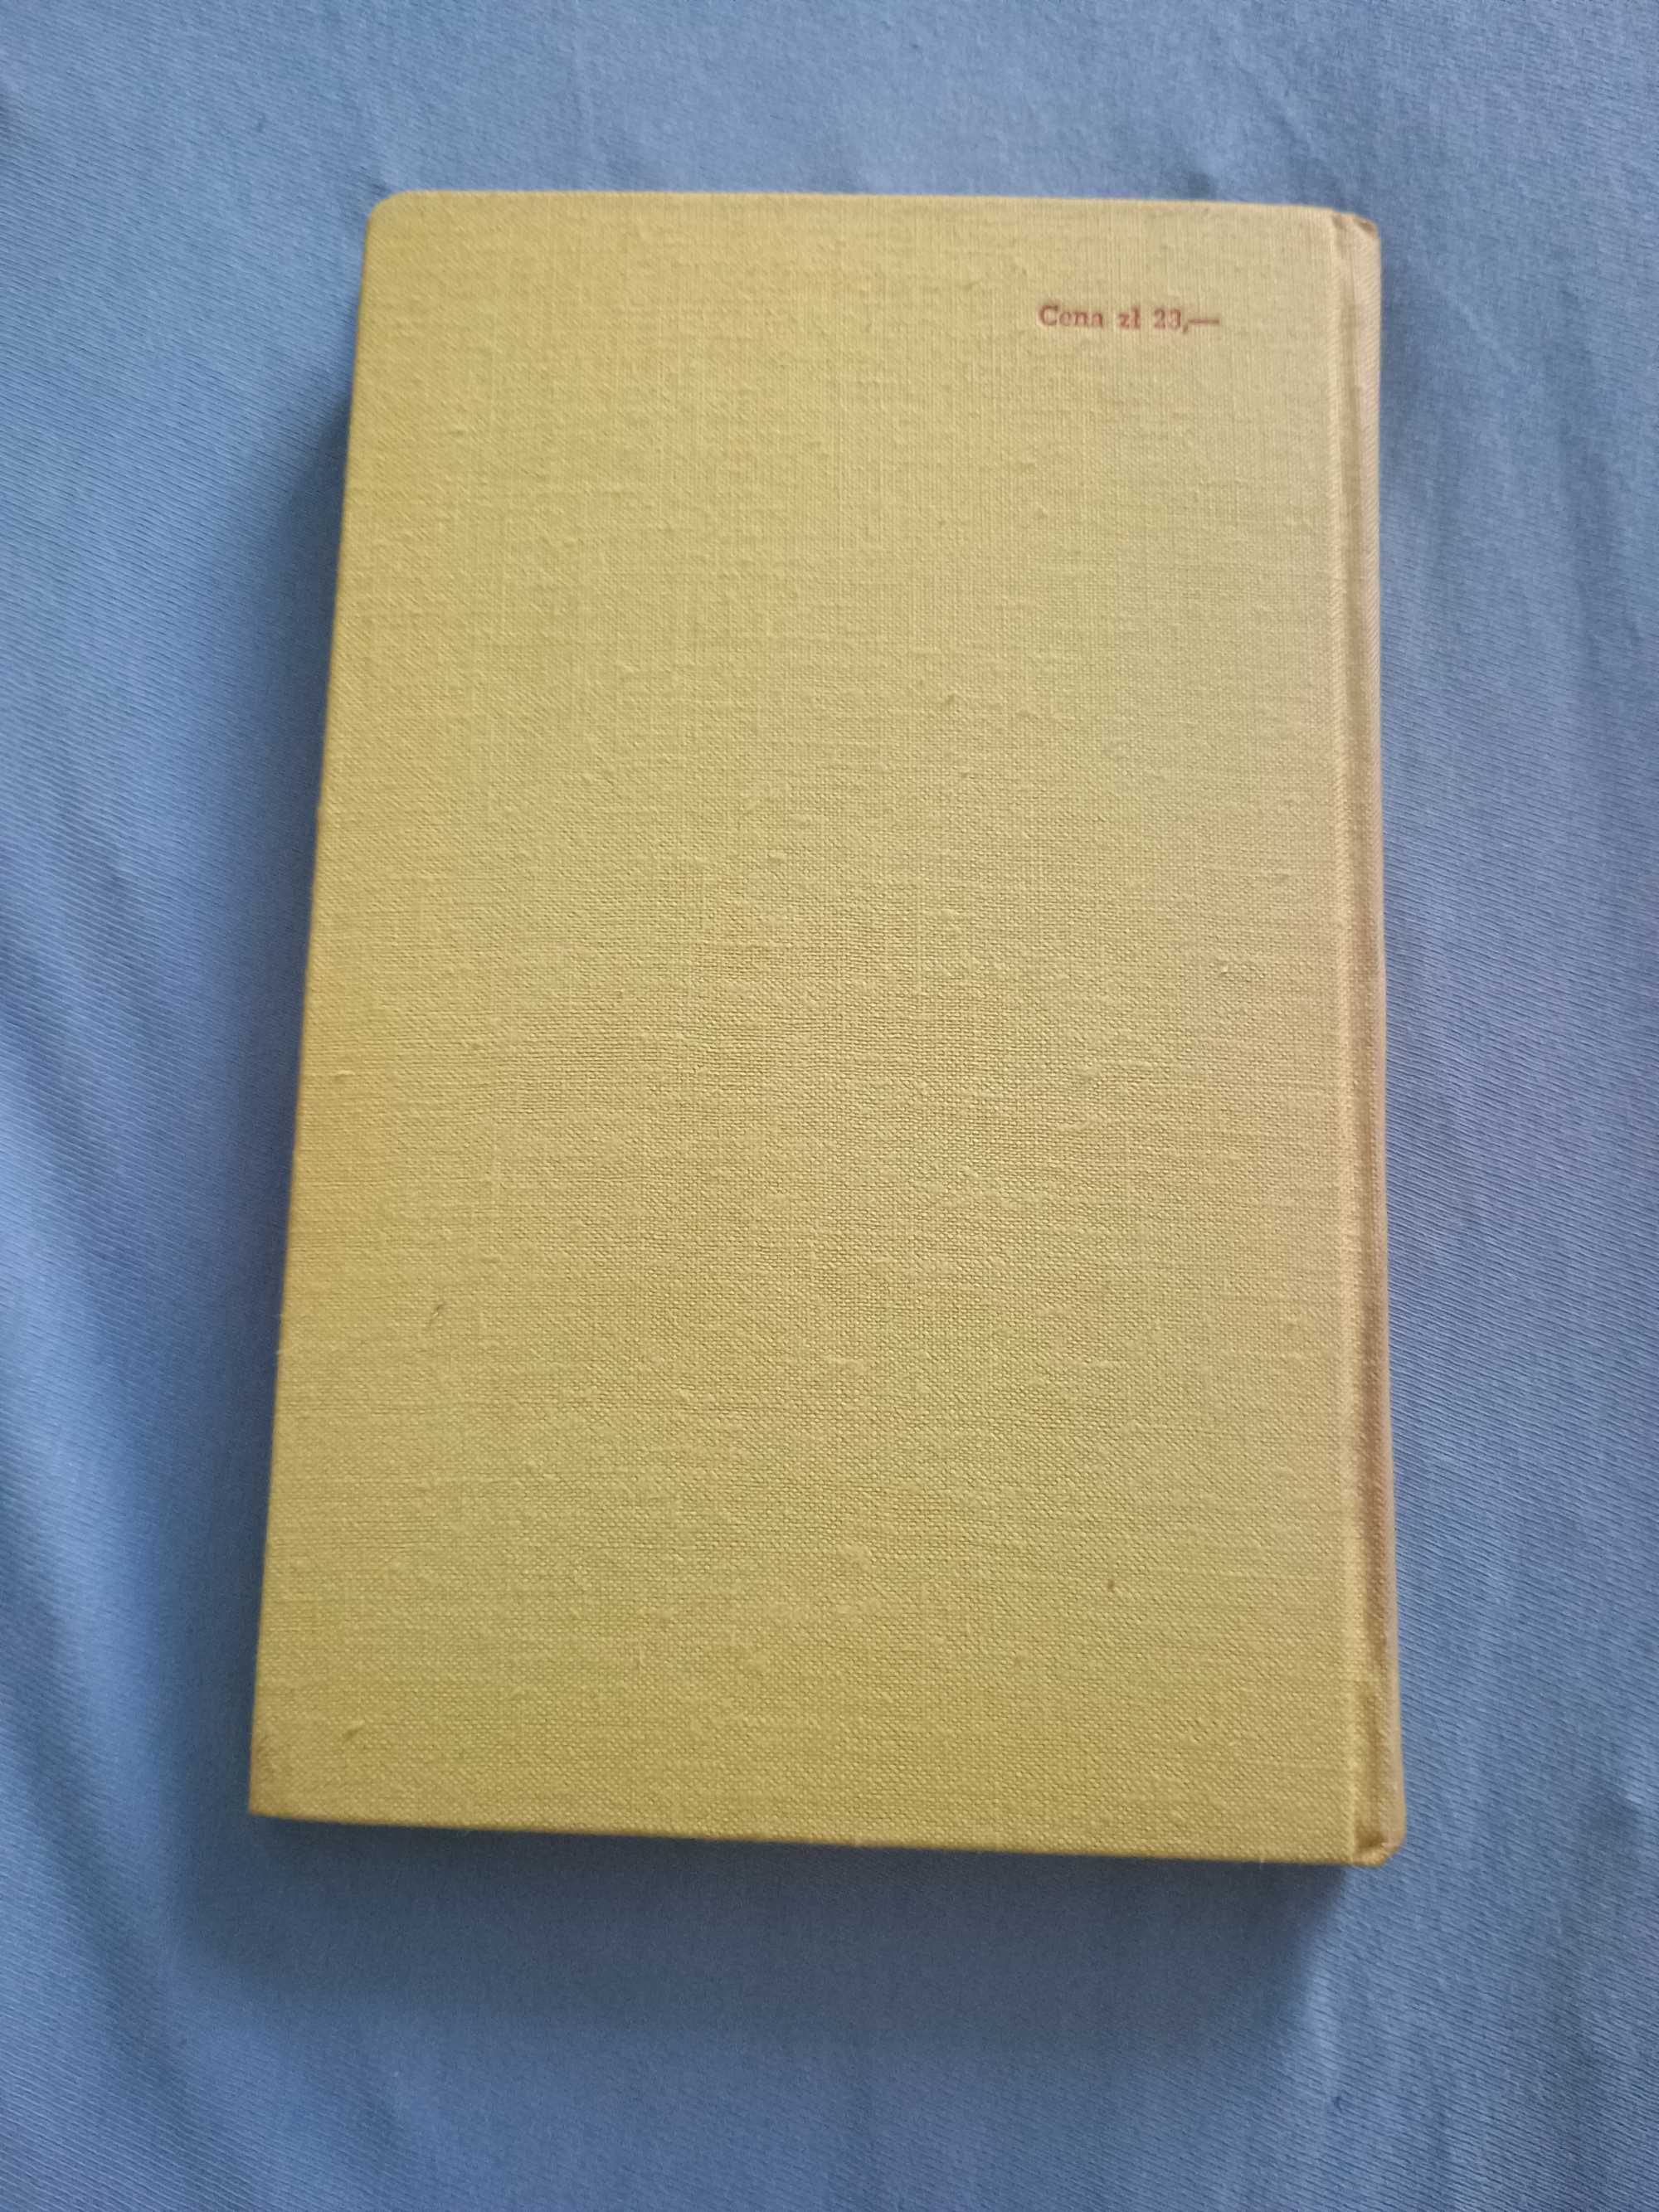 Cena zł 23,—